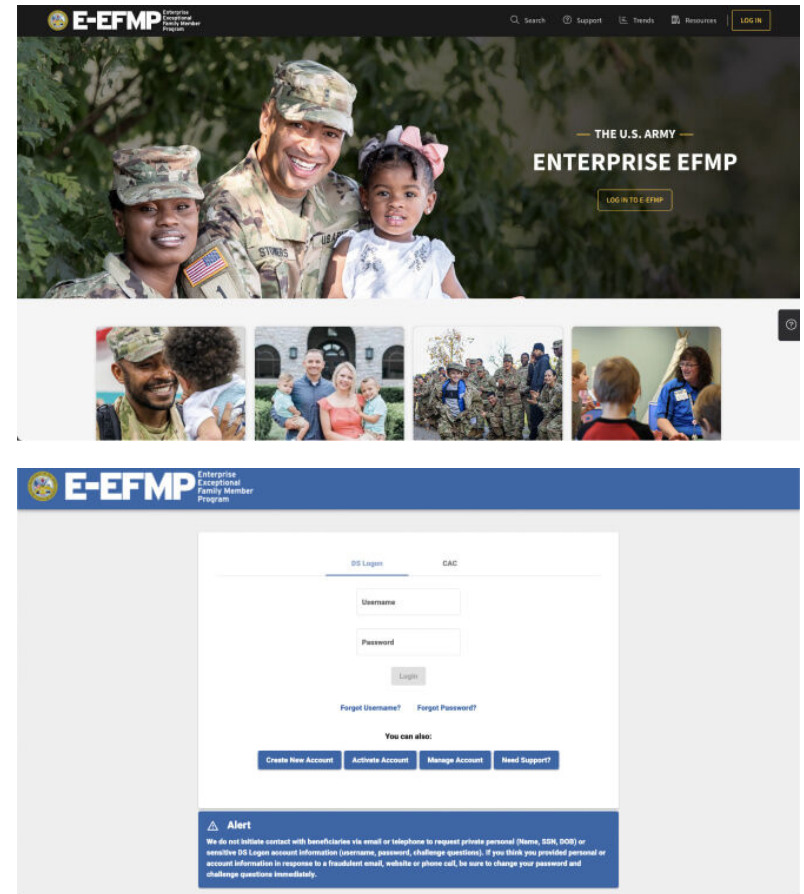 E-EFMP
Enterprise
Exceptional
Family Member
Program
Search
Support
Trends
Resources
LOG IN
THE U.S. ARMY
ENTERPRISE EFMP
LOG IN TO E-EFMP
E-EFMP
Enterprise
Exceptional
Family Member
Program
DS Logon
CAC
Username
Password
Login
Forgot Username?
Forgot Password?
You can also:
Create New Account
Activate Account
Manage Account
Need Support?
Alert
We do not initiate contact with beneficiaries via email or telephone to request private personal (Name, SSN, DOB) or
sensitive DS Logon account information (username, password, challenge questions). If you think you provided personal or
account information in response to a fraudulent email, website or phone call, be sure to change your password and
challenge questions immediately.